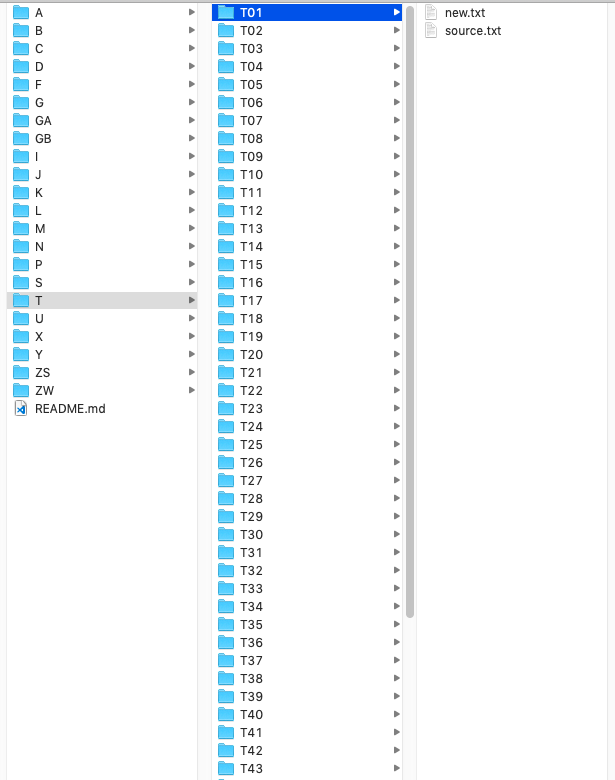 A
B
C
D
F
G
GA
GB
I
J
K
L
M
N
P
S
T
U
X
Y
ZS
ZW
README.md
T01
T02
T03
T04
T05
T06
T07
T08
T09
T10
T11
T12
T13
T14
T15
T16
T17
T18
T19
T20
T21
T22
T23
T24
T25
T26
T27
T28
T29
T30
T31
T32
T33
T34
T35
T36
T37
T38
T39
T40
T41
T42
T43
new.txt
source.txt